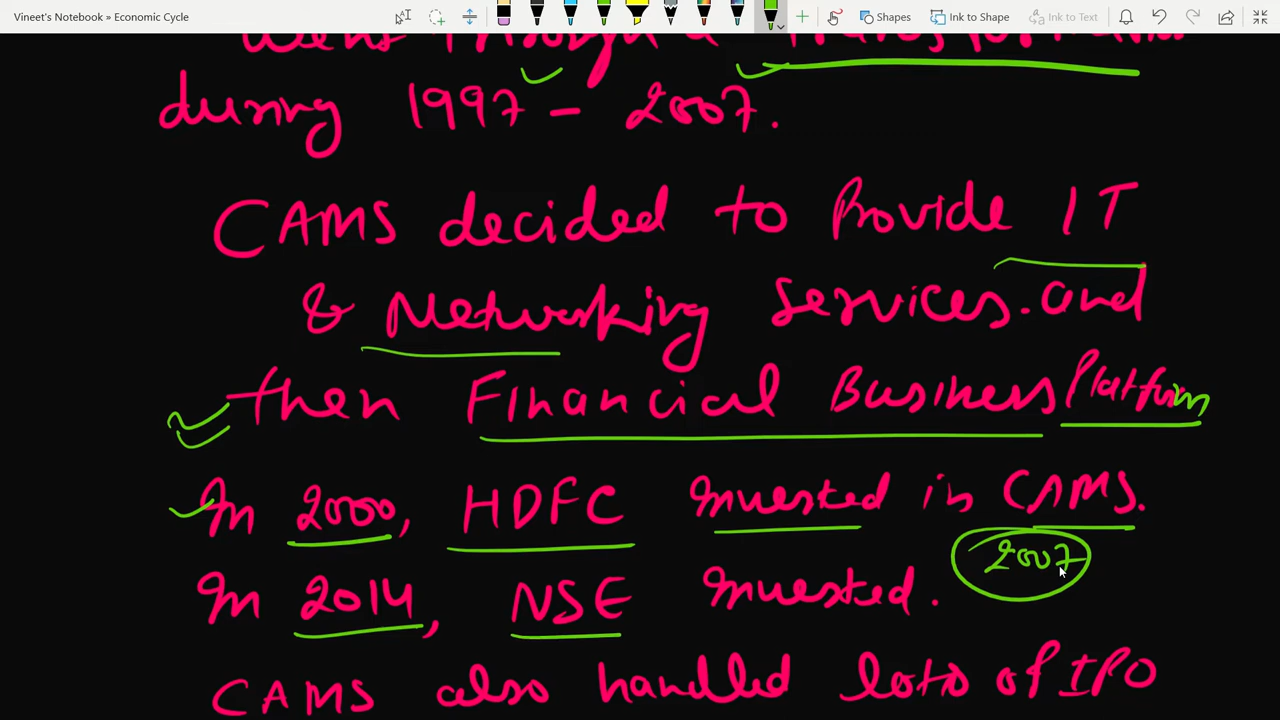 Vineet's Notebook » Economic Cycle
Shapes
Ink to Shape
Ink to Text
Went Through a
during 1997 - 2007.
CAMS decided to Provide IT
& Networking Services. and
then Financial Business Platform
In 2000, HDFC Invested in CAMS.
2007
In 2014, NSE Invested.
CAMS also handled lots of IPO